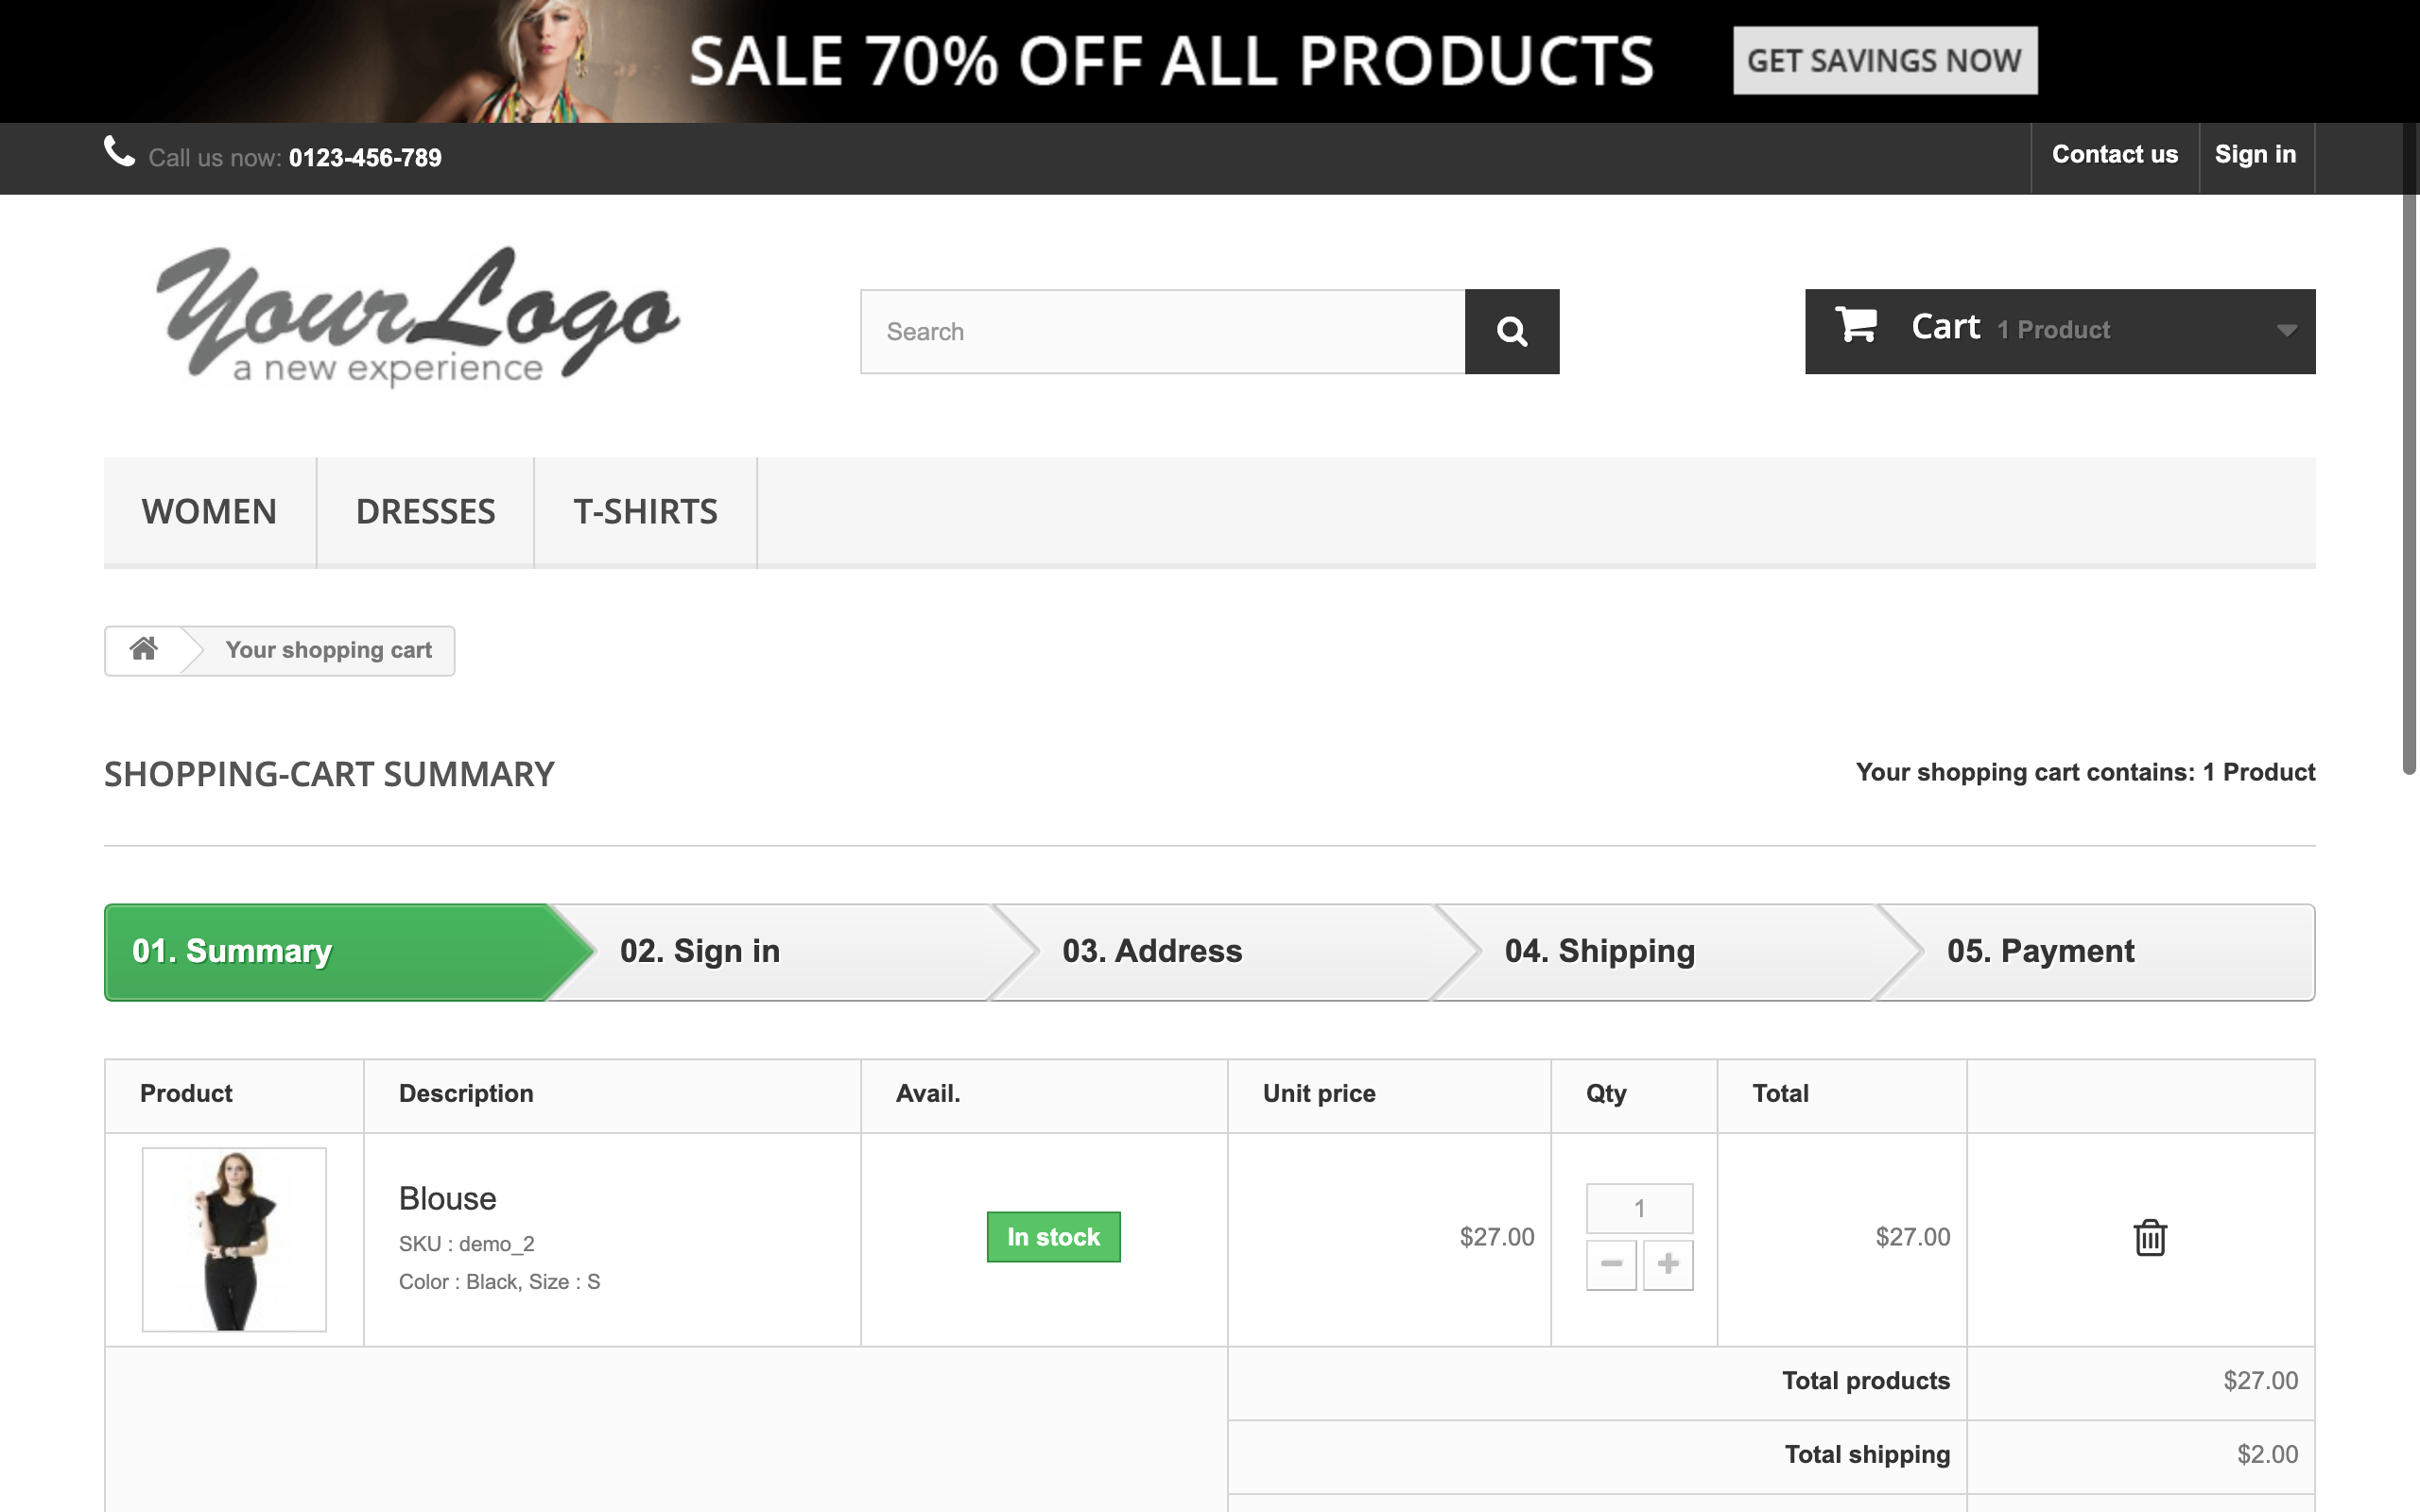 SALE 70% OFF ALL PRODUCTS GET SAVINGS NOW
Call us now: 0123-456-789 Contact us Sign in
YourLogo
a new experience
Search
Cart 1 Product
WOMEN DRESSES T-SHIRTS
Your shopping cart
SHOPPING-CART SUMMARY Your shopping cart contains: 1 Product
01. Summary 02. Sign in 03. Address 04. Shipping 05. Payment
Product Description Avail. Unit price Qty Total
Blouse
SKU : demo_2
Color : Black, Size : S
In stock $27.00 1 $27.00
Total products $27.00
Total shipping $2.00